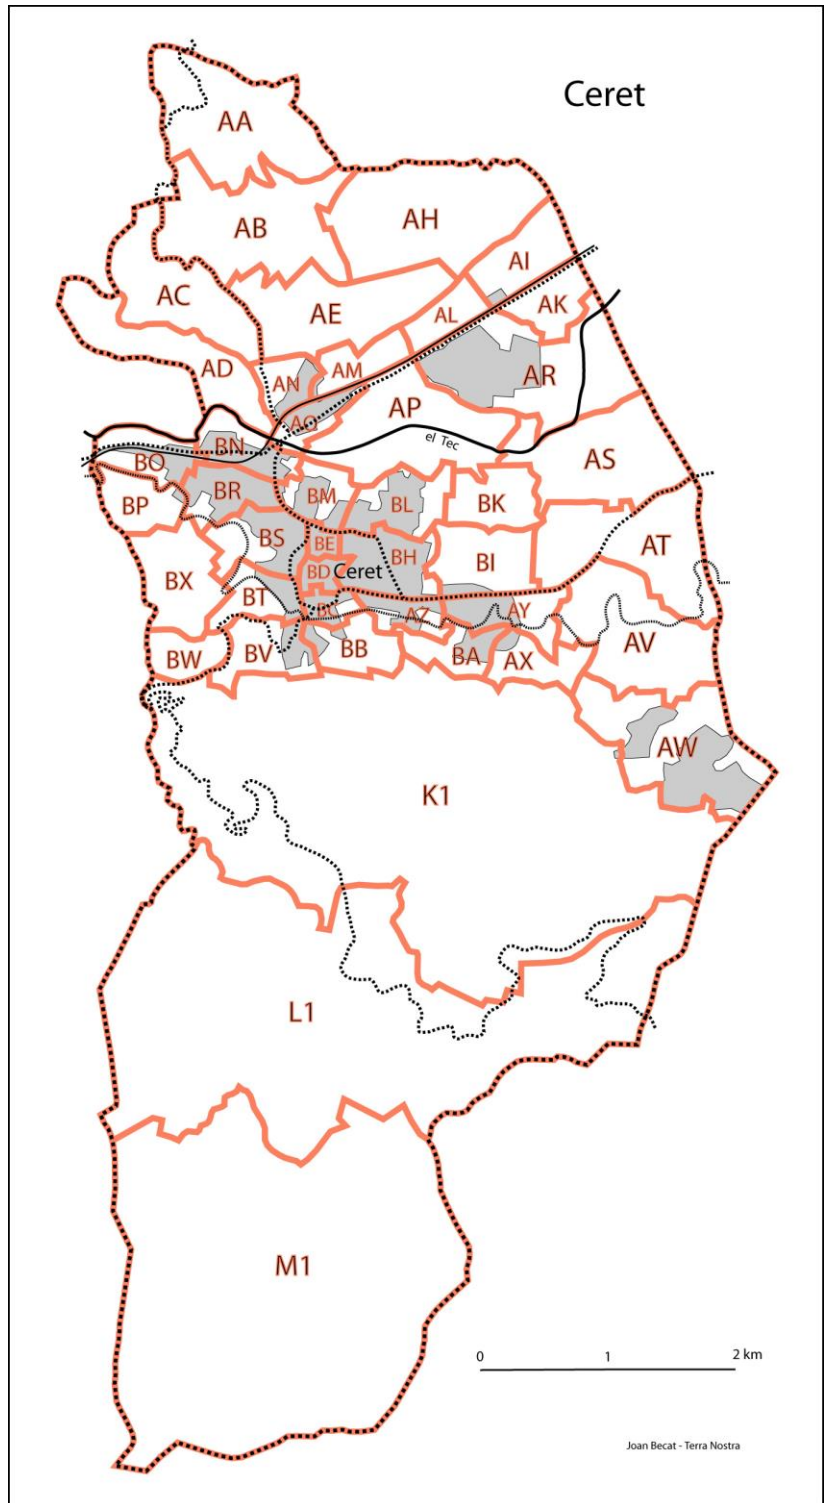 Ceret
AA
AB
AH
AI
AC
AE
AL
AK
AD
AN
AM
AR
AP
AQ
el Tec
BN
AS
BO
BR
BM
BL
BK
BP
BS
BE
BH
BI
AT
BX
BD
Ceret
BT
BC
AZ
AY
BW
BV
BB
BA
AX
AV
AW
K1
L1
M1
0 1 2 km
Joan Becat - Terra Nostra